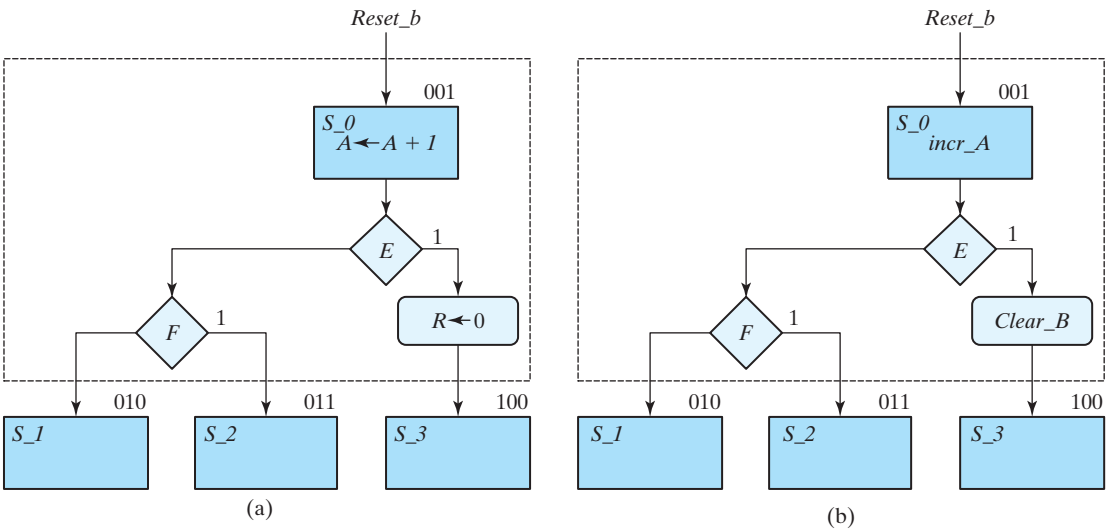 Reset_b
001
S_0
A ← A + 1
E
1
F
1
R ← 0
010
011
100
S_1
S_2
S_3
(a)
Reset_b
001
S_0
incr_A
E
1
F
1
Clear_B
010
011
100
S_1
S_2
S_3
(b)